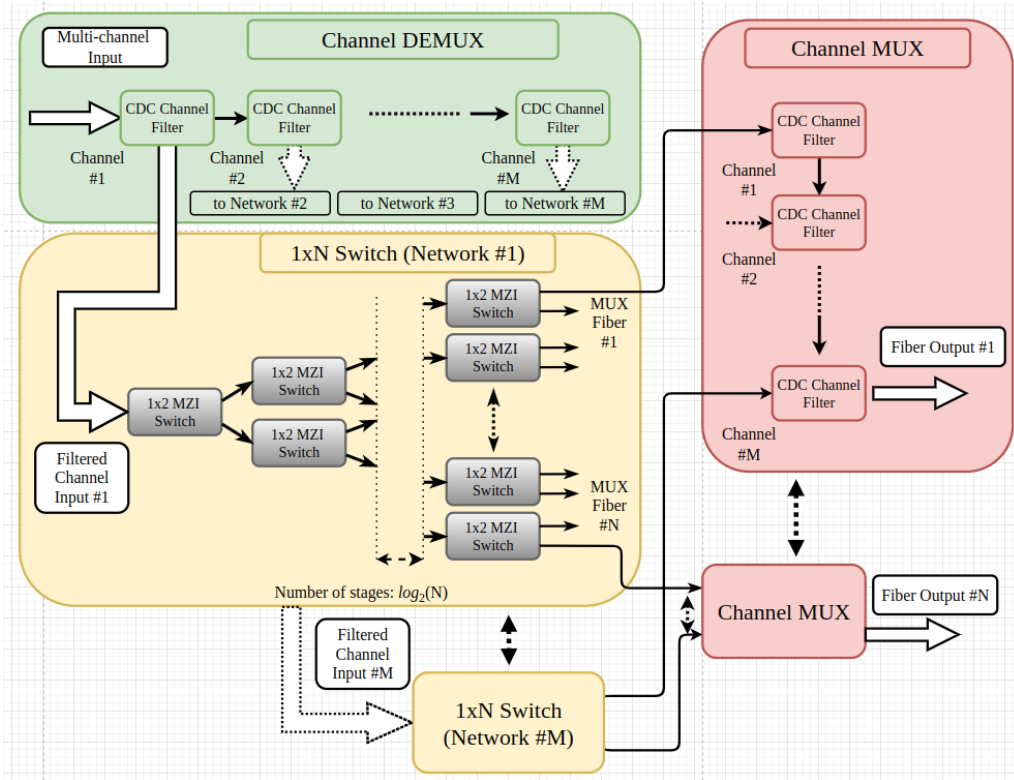 Multi-channel
Input
Channel DEMUX
CDC Channel
Filter
CDC Channel
Filter
CDC Channel
Filter
Channel
#1
Channel
#2
Channel
#M
to Network #2
to Network #3
to Network #M
1xN Switch (Network #1)
1x2 MZI
Switch
1x2 MZI
Switch
1x2 MZI
Switch
1x2 MZI
Switch
1x2 MZI
Switch
1x2 MZI
Switch
1x2 MZI
Switch
MUX
Fiber
#1
MUX
Fiber
#N
Filtered
Channel
Input #1
Number of stages: log₂(N)
Filtered
Channel
Input #M
1xN Switch
(Network #M)
Channel MUX
CDC Channel
Filter
Channel
#1
CDC Channel
Filter
Channel
#2
CDC Channel
Filter
Channel
#M
Fiber Output #1
Channel MUX
Fiber Output #N